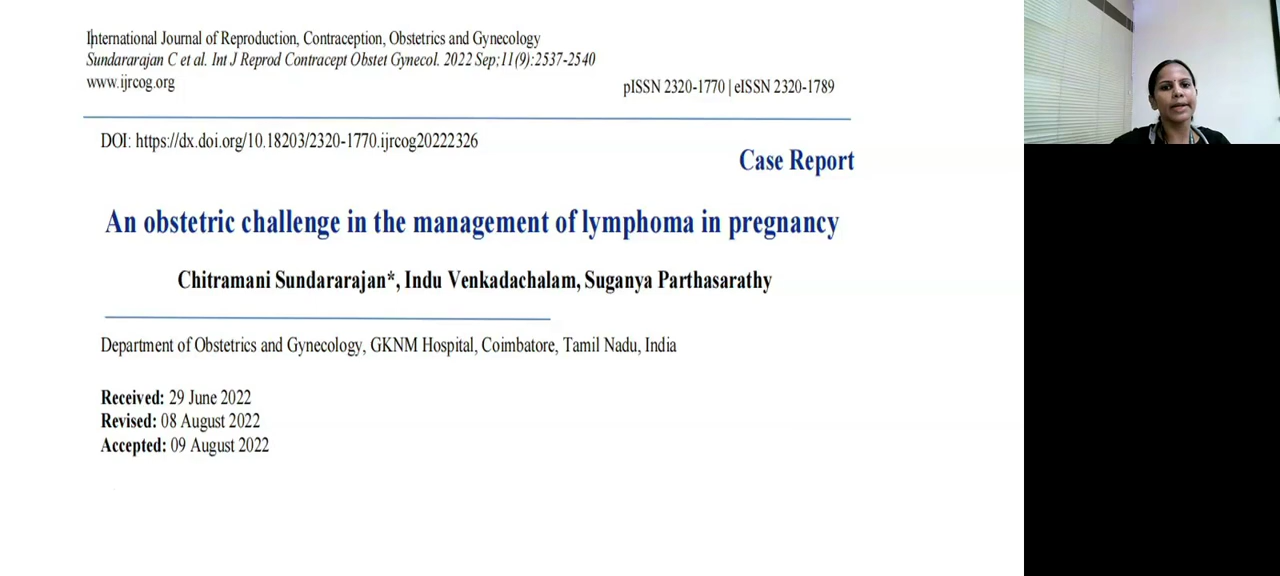 International Journal of Reproduction, Contraception, Obstetrics and Gynecology
Sundararajan C et al. Int J Reprod Contracept Obstet Gynecol. 2022 Sep;11(9):2537-2540
www.ijrcog.org
pISSN 2320-1770 | eISSN 2320-1789
DOI: https://dx.doi.org/10.18203/2320-1770.ijrcog20222326
Case Report
An obstetric challenge in the management of lymphoma in pregnancy
Chitramani Sundararajan*, Indu Venkadachalam, Suganya Parthasarathy
Department of Obstetrics and Gynecology, GKNM Hospital, Coimbatore, Tamil Nadu, India
Received: 29 June 2022
Revised: 08 August 2022
Accepted: 09 August 2022